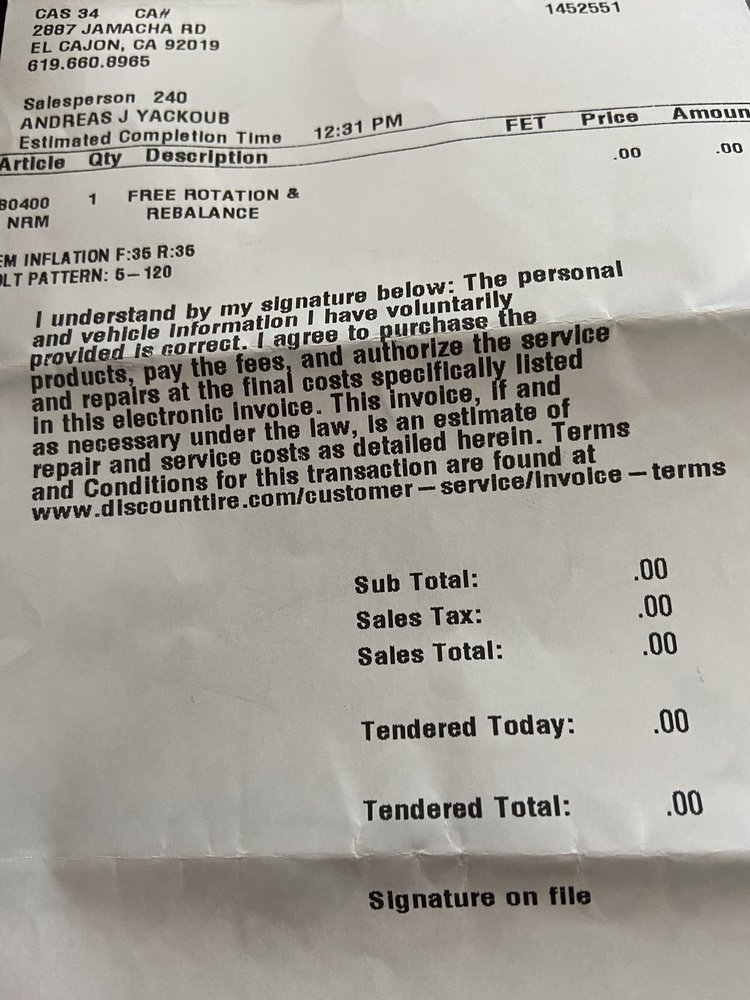 CAS 34 CA# 1452551
2887 JAMACHA RD
EL CAJON, CA 92019
619.660.8965
Salesperson 240
ANDREAS J YACKOUB
Estimated Completion Time 12:31 PM
Article Qty Description FET Price Amoun
.00 .00
80400 1 FREE ROTATION &
NRM REBALANCE
EM INFLATION F:35 R:35
OLT PATTERN: 5-120
I understand by my signature below: The personal
and vehicle information I have voluntarily
provided is correct. I agree to purchase the
products, pay the fees, and authorize the service
and repairs at the final costs specifically listed
in this electronic invoice. This invoice, if and
as necessary under the law, is an estimate of
repair and service costs as detailed herein. Terms
and Conditions for this transaction are found at
www.discounttire.com/customer-service/invoice-terms
Sub Total: .00
Sales Tax: .00
Sales Total: .00
Tendered Today: .00
Tendered Total: .00
Signature on file